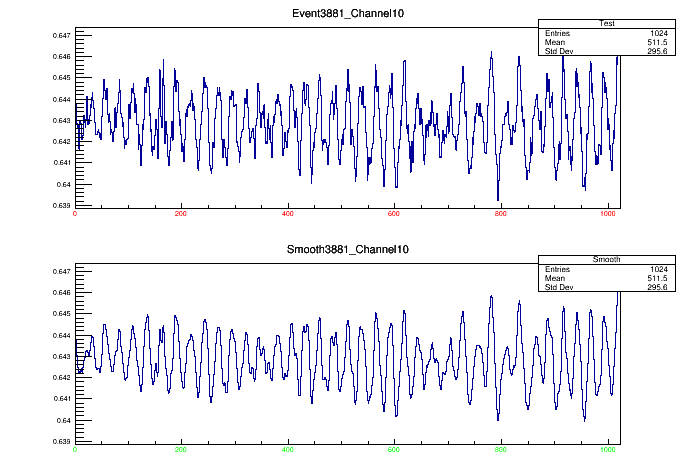 Event3881_Channel10
Test
Entries 1024
Mean 511.5
Std Dev 295.6
0.647
0.646
0.645
0.644
0.643
0.642
0.641
0.64
0.639
0 200 400 600 800 1000
Smooth3881_Channel10
Smooth
Entries 1024
Mean 511.5
Std Dev 295.6
0.647
0.646
0.645
0.644
0.643
0.642
0.641
0.64
0.639
0 200 400 600 800 1000